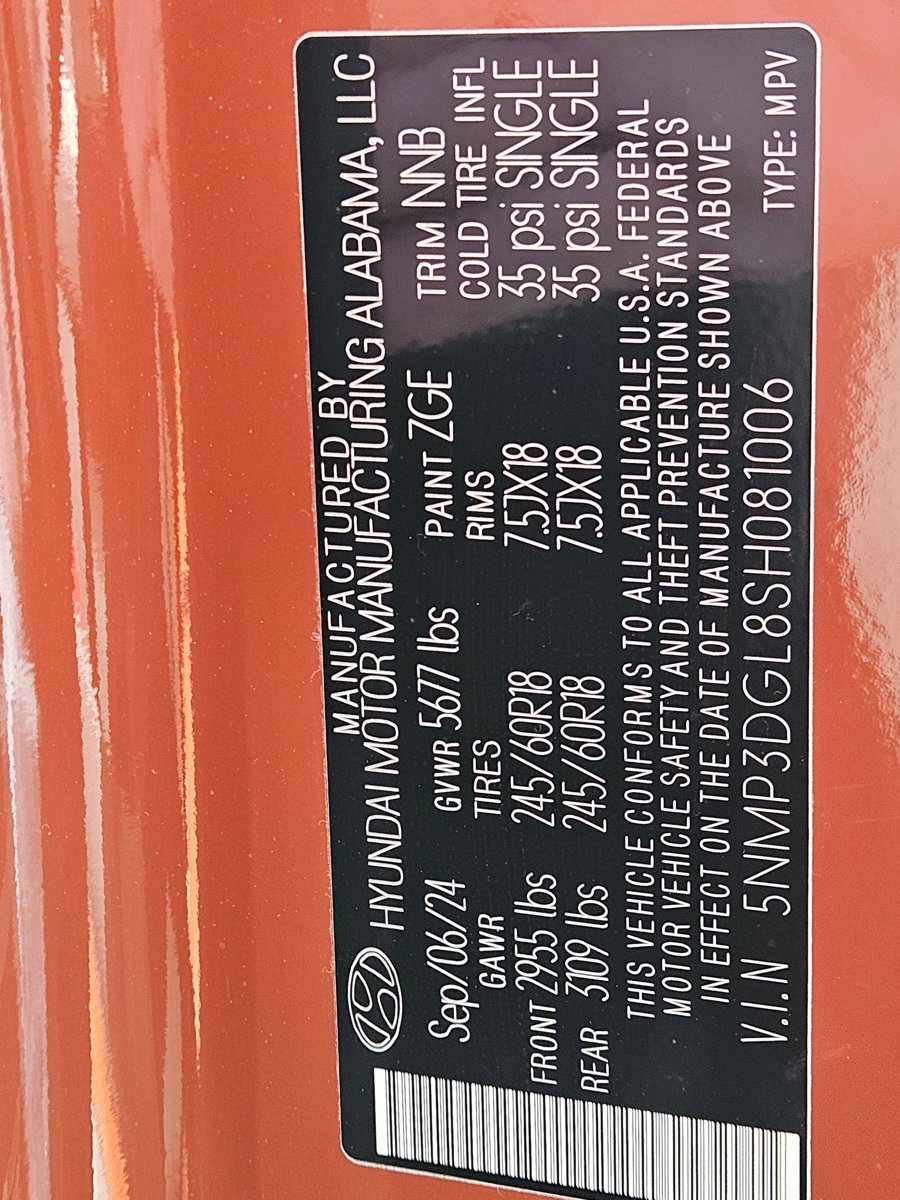 MANUFACTURED BY
HYUNDAI MOTOR MANUFACTURING ALABAMA, LLC
Sep/06/24 GVWR 5677 lbs PAINT ZGE TRIM NNB
GAWR TIRES RIMS COLD TIRE INFL
FRONT 2955 lbs 245/60R18 7.5JX18 35 psi SINGLE
REAR 3109 lbs 245/60R18 7.5JX18 35 psi SINGLE
THIS VEHICLE CONFORMS TO ALL APPLICABLE U.S.A. FEDERAL
MOTOR VEHICLE SAFETY AND THEFT PREVENTION STANDARDS
IN EFFECT ON THE DATE OF MANUFACTURE SHOWN ABOVE
V.I.N 5NMP3DGL8SH081006 TYPE: MPV